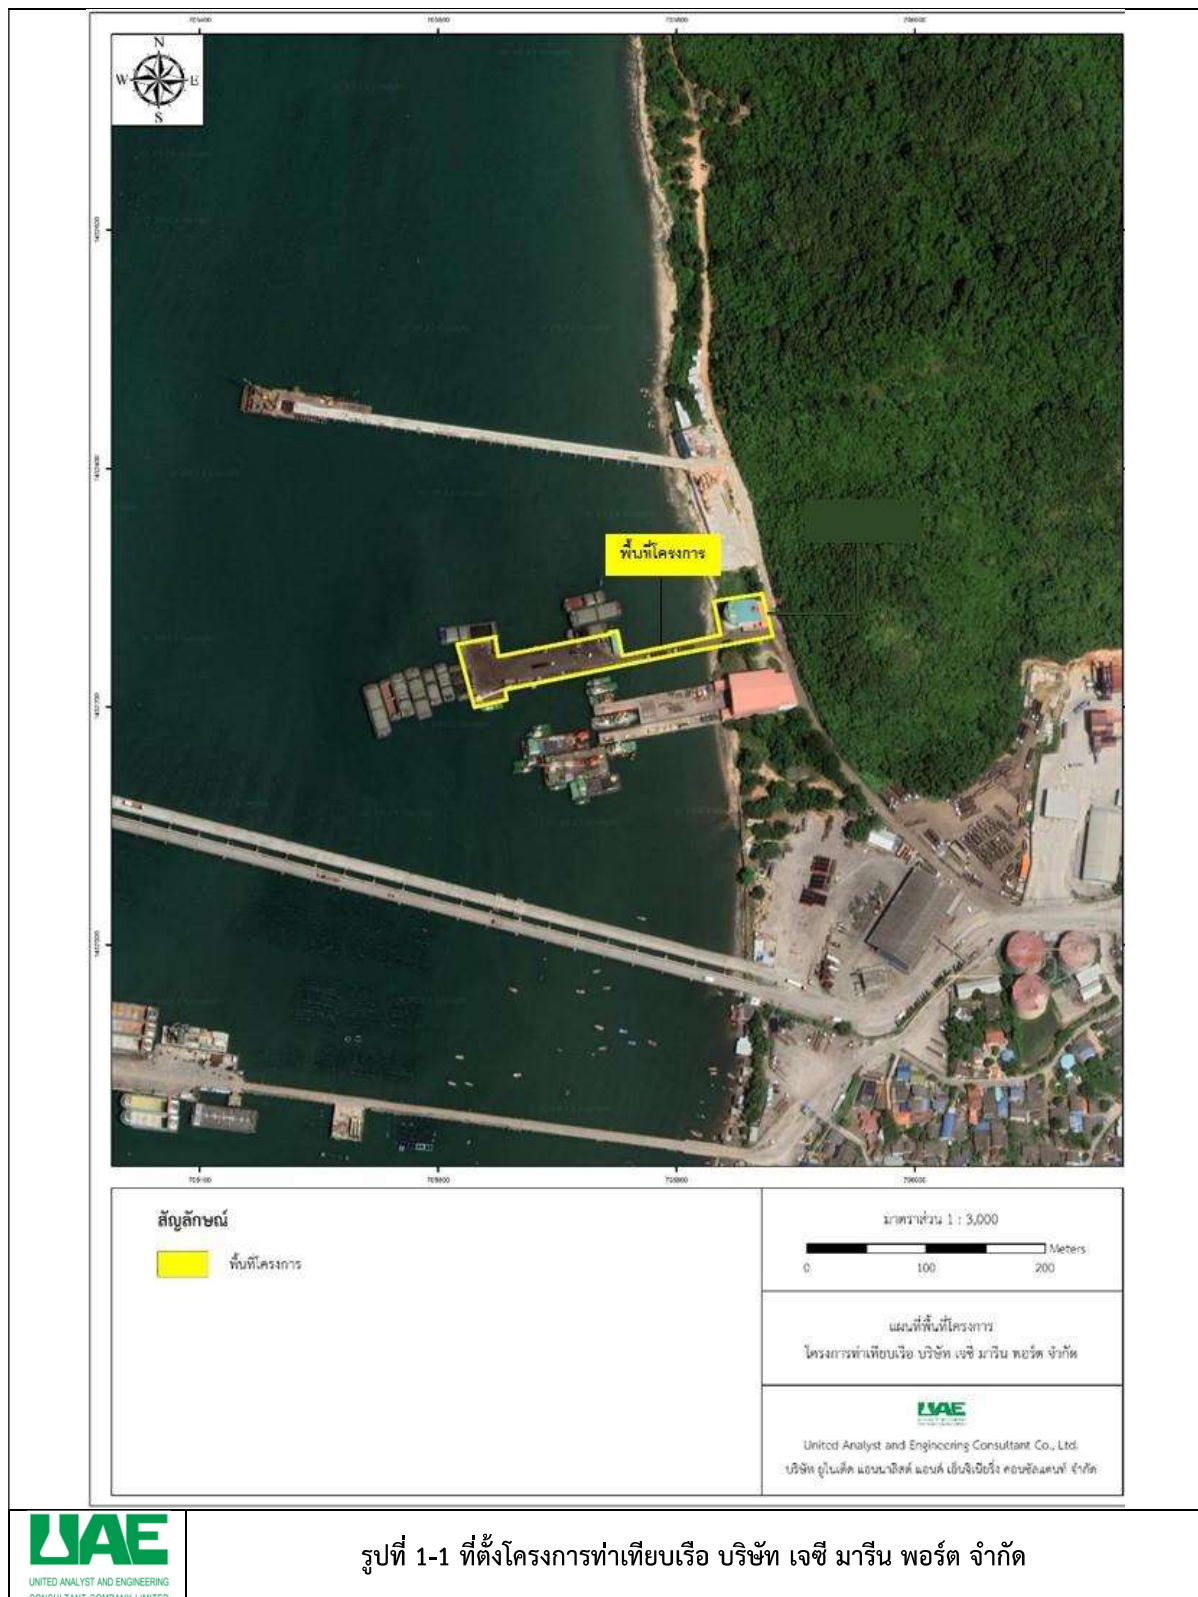 N
W E
S
พื้นที่โครงการ
สัญลักษณ์
พื้นที่โครงการ
มาตราส่วน 1 : 3,000
Meters
0 100 200
แผนที่พื้นที่โครงการ
โครงการท่าเทียบเรือ บริษัท เจซี มารีน พอร์ต จำกัด
UAE
United Analyst and Engineering Consultant Co., Ltd.
บริษัท ยูไนเต็ด แอนนาลิสต์ แอนด์ เอ็นจิเนียริ่ง คอนซัลแตนท์ จำกัด
UAE
UNITED ANALYST AND ENGINEERING
CONSULTANT COMPANY LIMITED
รูปที่ 1-1 ที่ตั้งโครงการท่าเทียบเรือ บริษัท เจซี มารีน พอร์ต จำกัด